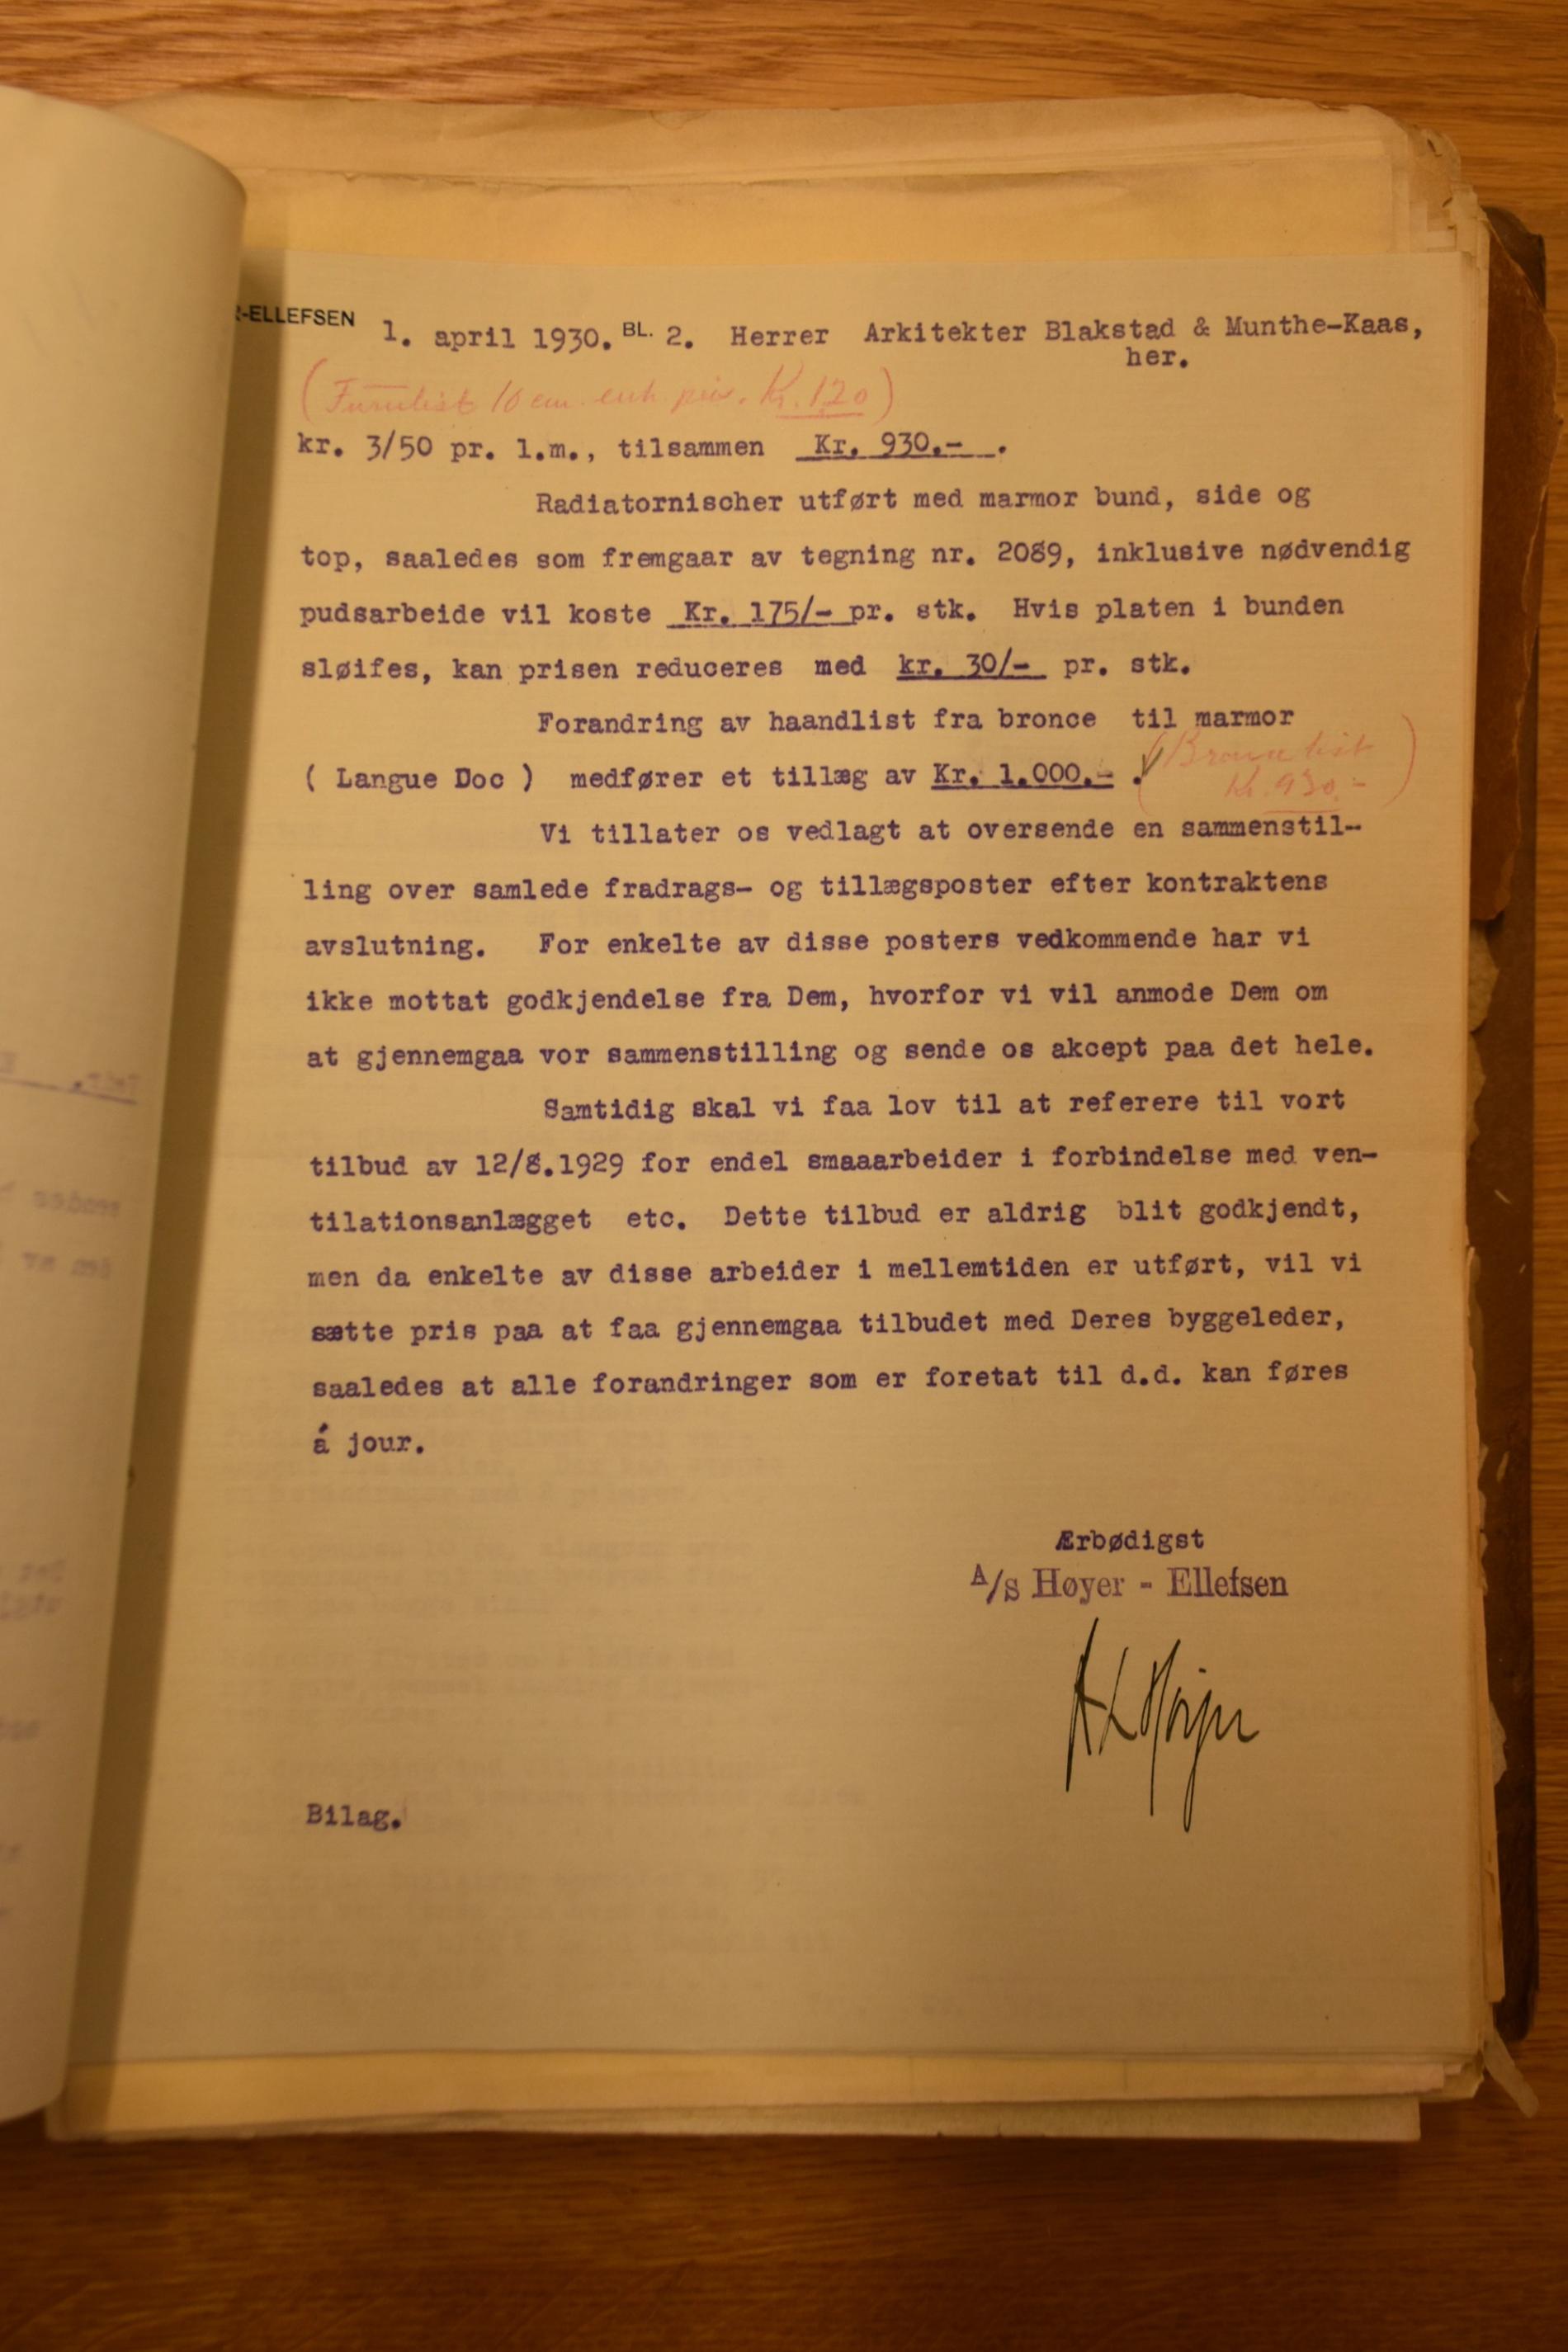 -ELLEFSEN 1. april 1930. BL. 2. Herrer Arkitekter Blakstad & Munthe-Kaas,
her.
(Furulist 10 cm. enh. pris. Kr. 1.20)
kr. 3/50 pr. l.m., tilsammen Kr. 930.- .
Radiatornischer utført med marmor bund, side og
top, saaledes som fremgaar av tegning nr. 2089, inklusive nødvendig
pudsarbeide vil koste Kr. 175/- pr. stk. Hvis platen i bunden
sløifes, kan prisen reduceres med kr. 30/- pr. stk.
Forandring av haandlist fra bronce til marmor
( Langue Doc ) medfører et tillæg av Kr. 1.000.- .
(Bronce list
Kr. 930.-)
Vi tillater os vedlagt at oversende en sammenstil-
ling over samlede fradrags- og tillægsposter efter kontraktens
avslutning. For enkelte av disse posters vedkommende har vi
ikke mottat godkjendelse fra Dem, hvorfor vi vil anmode Dem om
at gjennemgaa vor sammenstilling og sende os akcept paa det hele.
Samtidig skal vi faa lov til at referere til vort
tilbud av 12/8.1929 for endel smaaarbeider i forbindelse med ven-
tilationsanlægget etc. Dette tilbud er aldrig blit godkjendt,
men da enkelte av disse arbeider i mellemtiden er utført, vil vi
sætte pris paa at faa gjennemgaa tilbudet med Deres byggeleder,
saaledes at alle forandringer som er foretat til d.d. kan føres
á jour.
Ærbødigst
A/S Høyer - Ellefsen
Bilag.